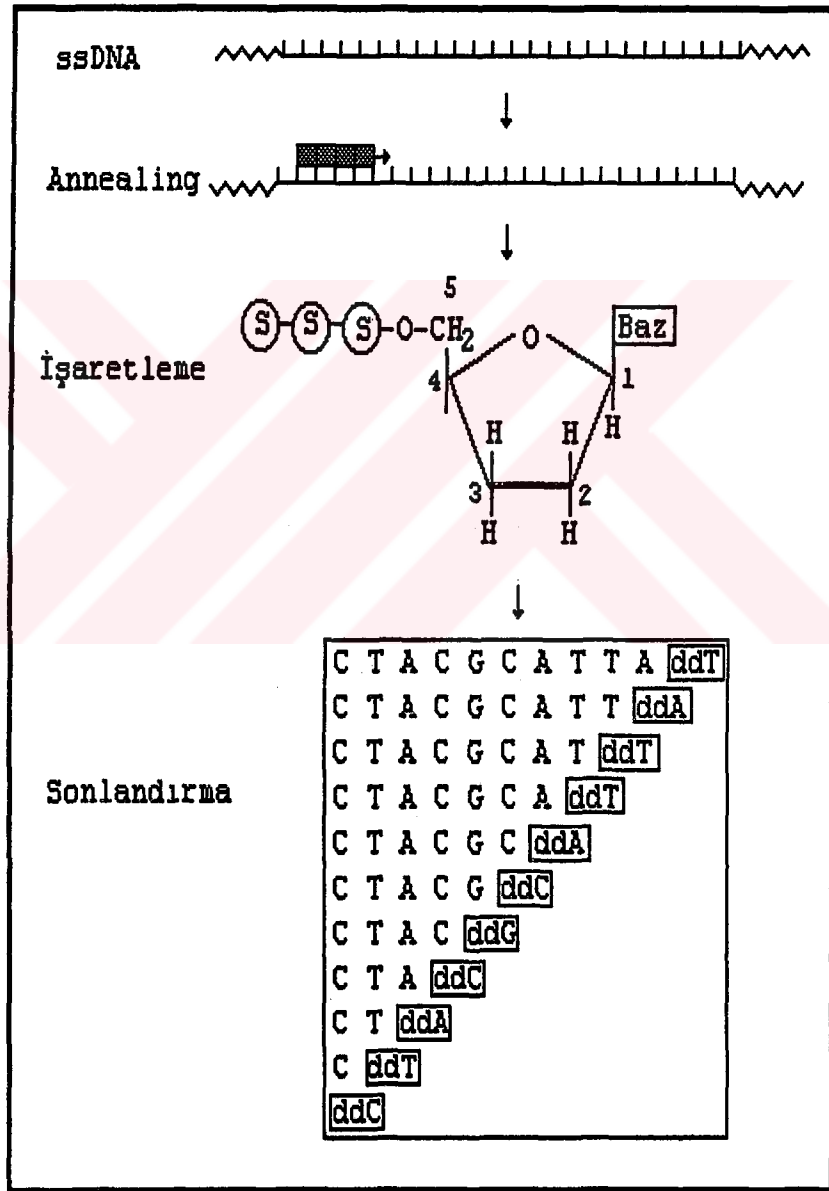 ssDNA
Annealing
5
S S S O CH2 O Baz
İşaretleme
4 1
H H H
3 2
H H
C T A C G C A T T A ddT
C T A C G C A T T ddA
C T A C G C A T ddT
Sonlandırma
C T A C G C A ddT
C T A C G C ddA
C T A C G ddC
C T A C ddG
C T A ddC
C T ddA
C ddT
ddC